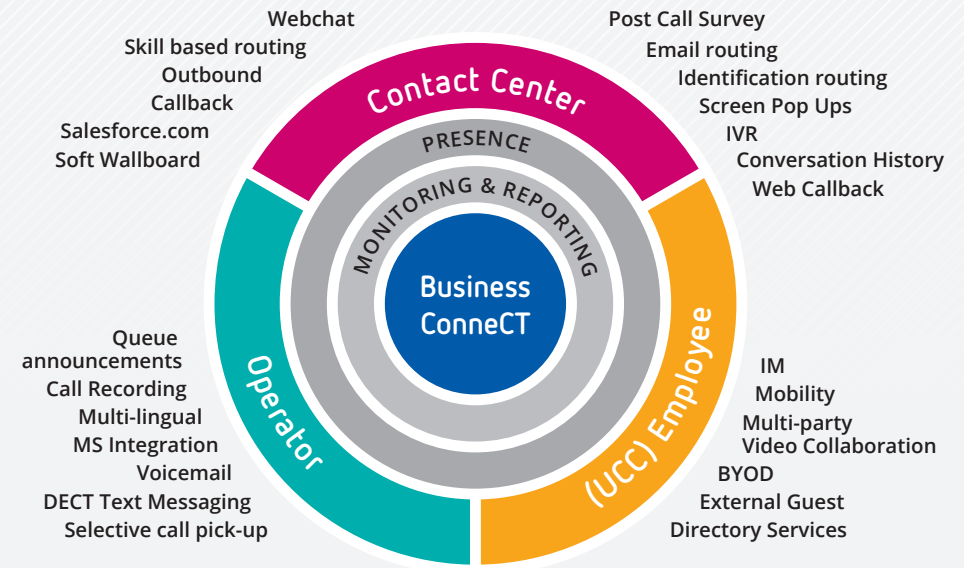 Webchat
Skill based routing
Outbound
Callback
Salesforce.com
Soft Wallboard
Post Call Survey
Email routing
Identification routing
Screen Pop Ups
IVR
Conversation History
Web Callback
Contact Center
PRESENCE
MONITORING & REPORTING
Business
ConneCT
Operator
(UCC) Employee
Queue
announcements
Call Recording
Multi-lingual
MS Integration
Voicemail
DECT Text Messaging
Selective call pick-up
IM
Mobility
Multi-party
Video Collaboration
BYOD
External Guest
Directory Services